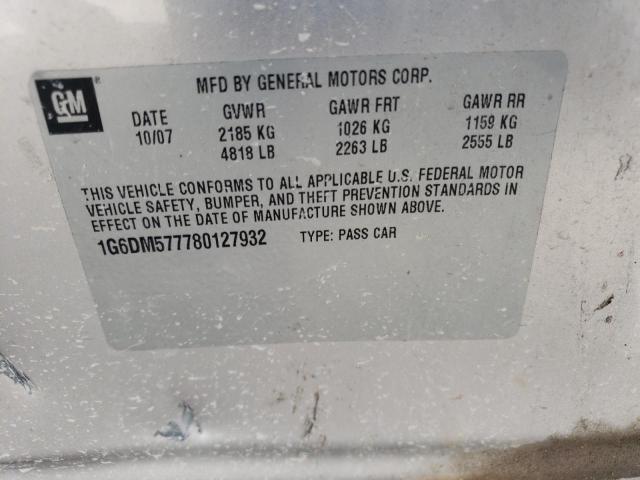 GM
MFD BY GENERAL MOTORS CORP.
DATE GVWR GAWR FRT GAWR RR
10/07 2185 KG 1026 KG 1159 KG
4818 LB 2263 LB 2555 LB
THIS VEHICLE CONFORMS TO ALL APPLICABLE U.S. FEDERAL MOTOR
VEHICLE SAFETY, BUMPER, AND THEFT PREVENTION STANDARDS IN
EFFECT ON THE DATE OF MANUFACTURE SHOWN ABOVE.
1G6DM577780127932 TYPE: PASS CAR